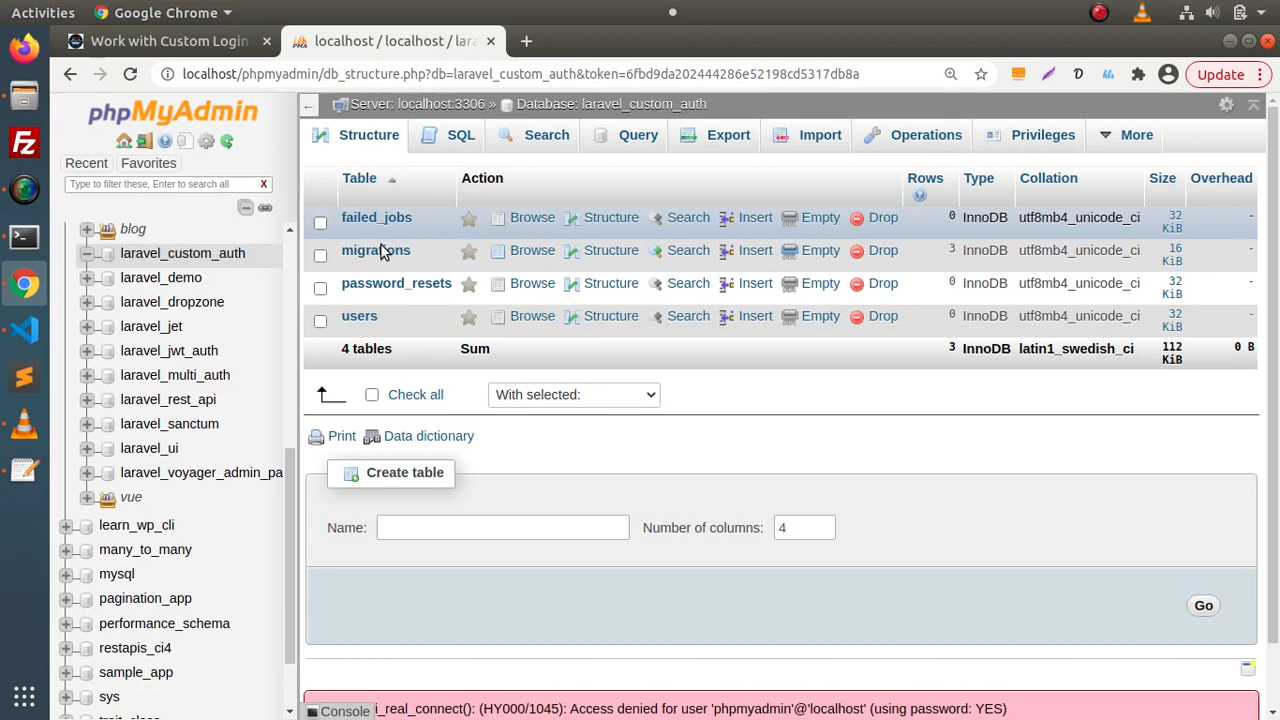 Activities
Google Chrome
Work with Custom Login
localhost / localhost / lara
localhost/phpmyadmin/db_structure.php?db=laravel_custom_auth&token=6fbd9da202444286e52198cd5317db8a
Update
phpMyAdmin
Recent
Favorites
Type to filter these, Enter to search all
X
blog
laravel_custom_auth
laravel_demo
laravel_dropzone
laravel_jet
laravel_jwt_auth
laravel_multi_auth
laravel_rest_api
laravel_sanctum
laravel_ui
laravel_voyager_admin_pa
vue
learn_wp_cli
many_to_many
mysql
pagination_app
performance_schema
restapis_ci4
sample_app
sys
Server: localhost:3306 » Database: laravel_custom_auth
Structure SQL Search Query Export Import Operations Privileges More
Table Action Rows Type Collation Size Overhead
failed_jobs Browse Structure Search Insert Empty Drop 0 InnoDB utf8mb4_unicode_ci 32 KiB -
migrations Browse Structure Search Insert Empty Drop 3 InnoDB utf8mb4_unicode_ci 16 KiB -
password_resets Browse Structure Search Insert Empty Drop 0 InnoDB utf8mb4_unicode_ci 32 KiB -
users Browse Structure Search Insert Empty Drop 0 InnoDB utf8mb4_unicode_ci 32 KiB -
4 tables Sum 3 InnoDB latin1_swedish_ci 112 KiB 0 B
Check all With selected:
Print Data dictionary
Create table
Name: Number of columns: 4
Go
i_real_connect(): (HY000/1045): Access denied for user 'phpmyadmin'@'localhost' (using password: YES)
Console